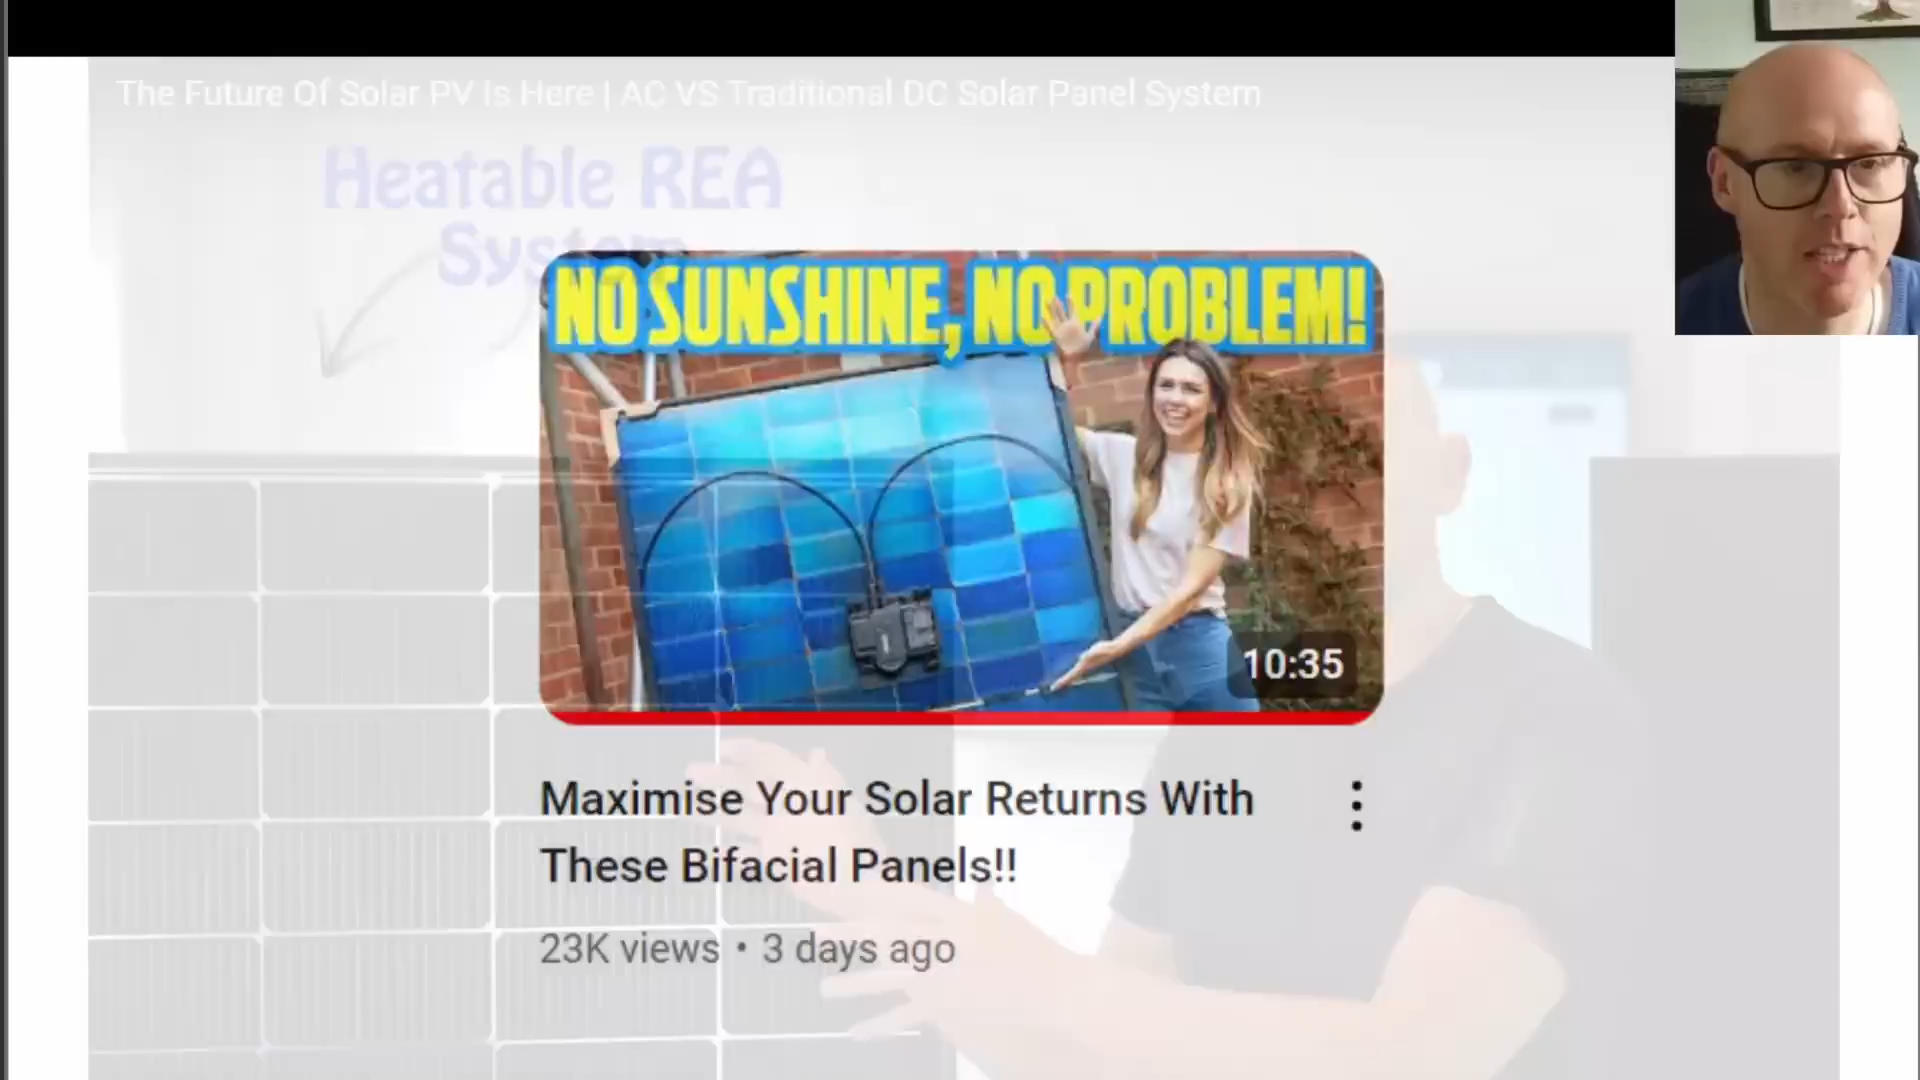 The Future Of Solar PV Is Here | AC VS Traditional DC Solar Panel System
Heatable REA
System
NO SUNSHINE, NO PROBLEM!
10:35
Maximise Your Solar Returns With
These Bifacial Panels!!
23K views • 3 days ago